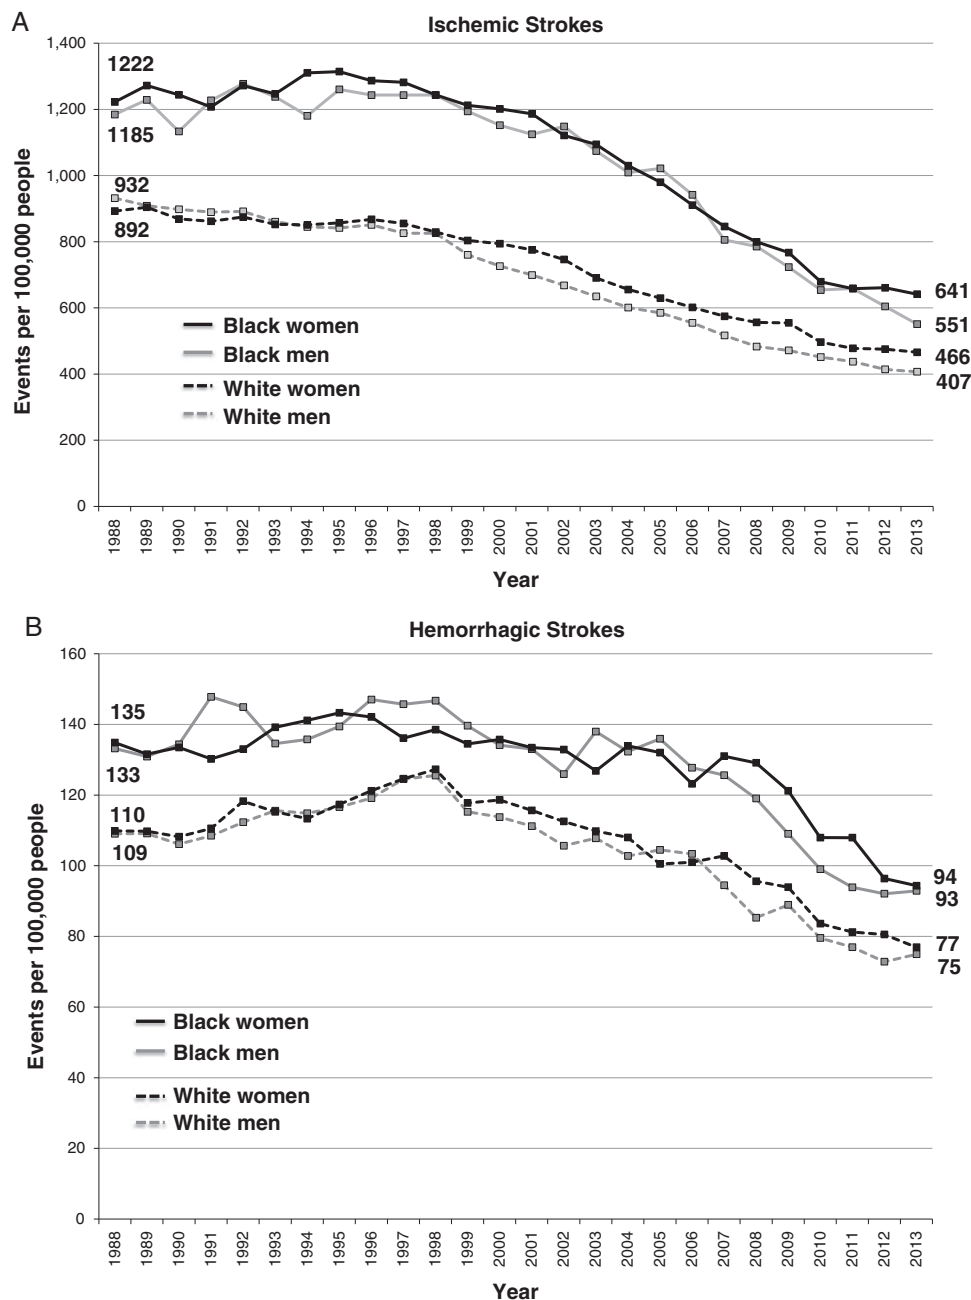 A
Ischemic Strokes
Events per 100,000 people
1,400
1,200
1,000
800
600
400
200
0
1222
1185
932
892
641
551
466
407
Black women
Black men
White women
White men
1988 1989 1990 1991 1992 1993 1994 1995 1996 1997 1998 1999 2000 2001 2002 2003 2004 2005 2006 2007 2008 2009 2010 2011 2012 2013
Year
B
Hemorrhagic Strokes
Events per 100,000 people
160
140
120
100
80
60
40
20
0
135
133
110
109
94
93
77
75
Black women
Black men
White women
White men
1988 1989 1990 1991 1992 1993 1994 1995 1996 1997 1998 1999 2000 2001 2002 2003 2004 2005 2006 2007 2008 2009 2010 2011 2012 2013
Year